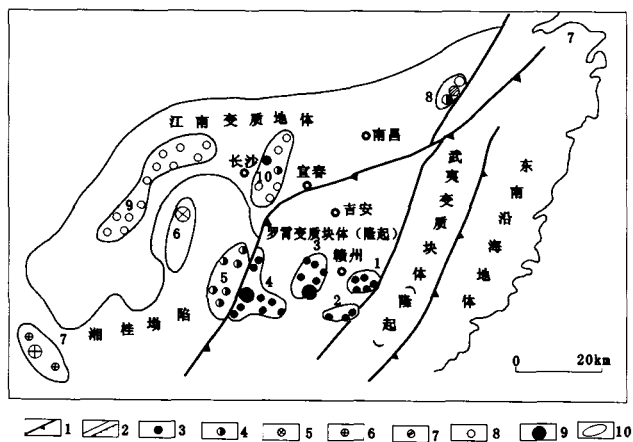 7
8
江南变质地体
南昌
长沙
10
宜春
9
吉安
武夷变质块体(隆起)
东南沿海地体
6
罗霄变质块体(隆起)
3
赣州
1
5
4
2
湘桂坳陷
7
0 20km
1 2 3 4 5 6 7 8 9 10